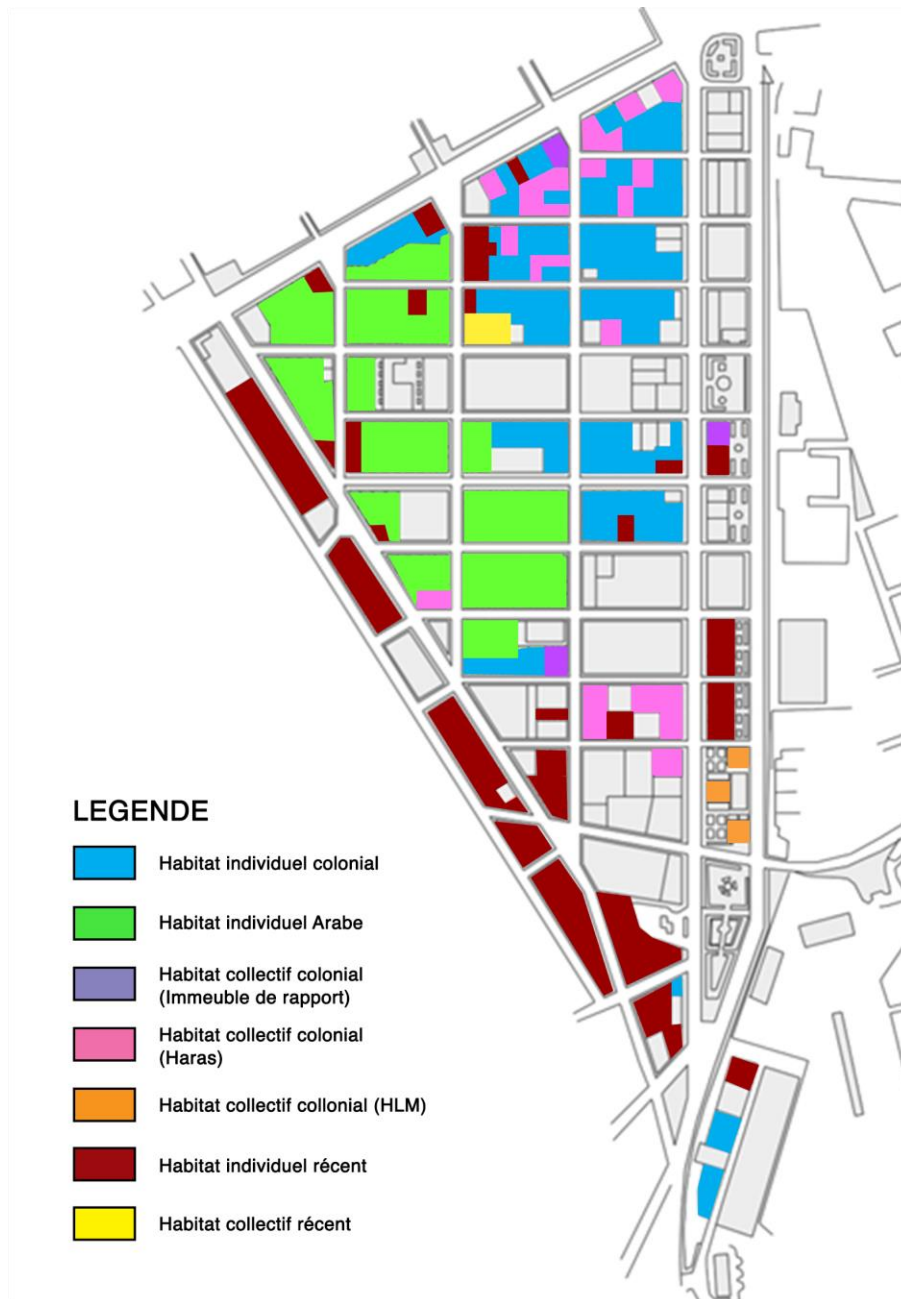 LEGENDE
Habitat individuel colonial
Habitat individuel Arabe
Habitat collectif colonial
(Immeuble de rapport)
Habitat collectif colonial
(Haras)
Habitat collectif collonial (HLM)
Habitat individuel récent
Habitat collectif récent